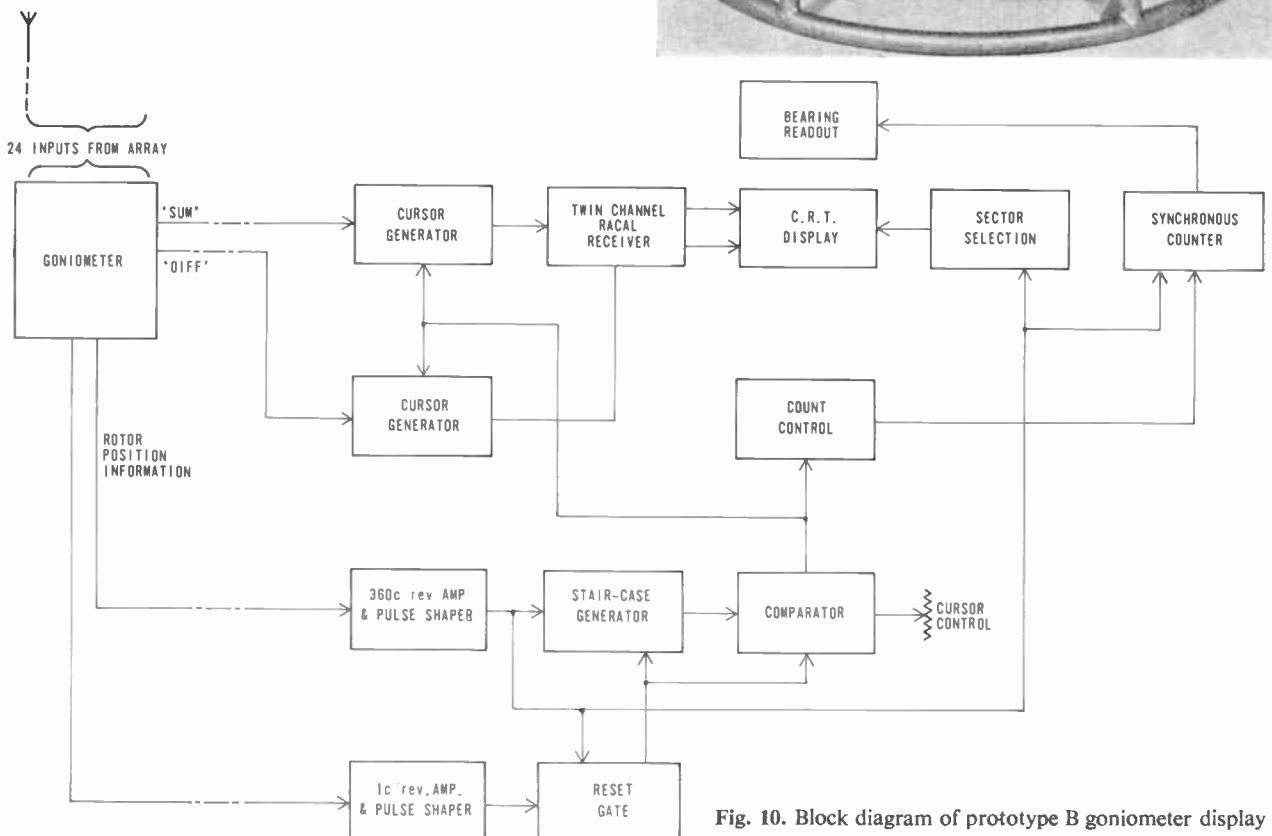 24 INPUTS FROM ARRAY
GONIOMETER
'SUM'
'DIFF'
ROTOR
POSITION
INFORMATION
CURSOR
GENERATOR
TWIN CHANNEL
RACAL
RECEIVER
C.R.T.
DISPLAY
BEARING
READOUT
SECTOR
SELECTION
SYNCHRONOUS
COUNTER
CURSOR
GENERATOR
COUNT
CONTROL
360c rev AMP
& PULSE SHAPER
STAIR-CASE
GENERATOR
COMPARATOR
CURSOR
CONTROL
1c rev. AMP.
& PULSE SHAPER
RESET
GATE
Fig. 10. Block diagram of prototype B goniometer display